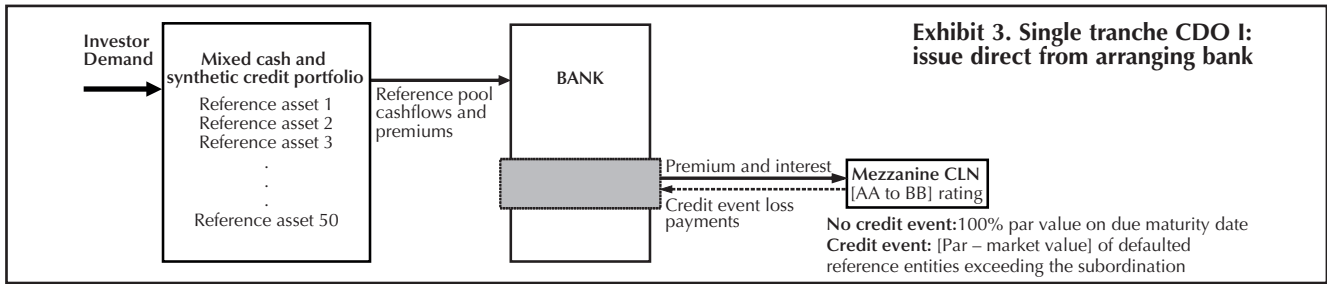 Exhibit 3. Single tranche CDO I:
issue direct from arranging bank
Investor
Demand
Mixed cash and
synthetic credit portfolio
Reference asset 1
Reference asset 2
Reference asset 3
.
.
.
Reference asset 50
Reference pool
cashflows and
premiums
BANK
Premium and interest
Credit event loss
payments
Mezzanine CLN
[AA to BB] rating
No credit event:100% par value on due maturity date
Credit event: [Par – market value] of defaulted
reference entities exceeding the subordination